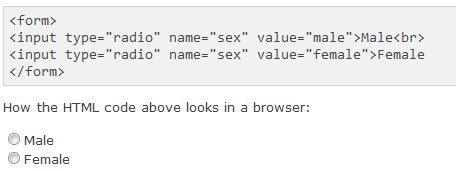 <form>
<input type="radio" name="sex" value="male">Male<br>
<input type="radio" name="sex" value="female">Female
</form>
How the HTML code above looks in a browser:
Male
Female